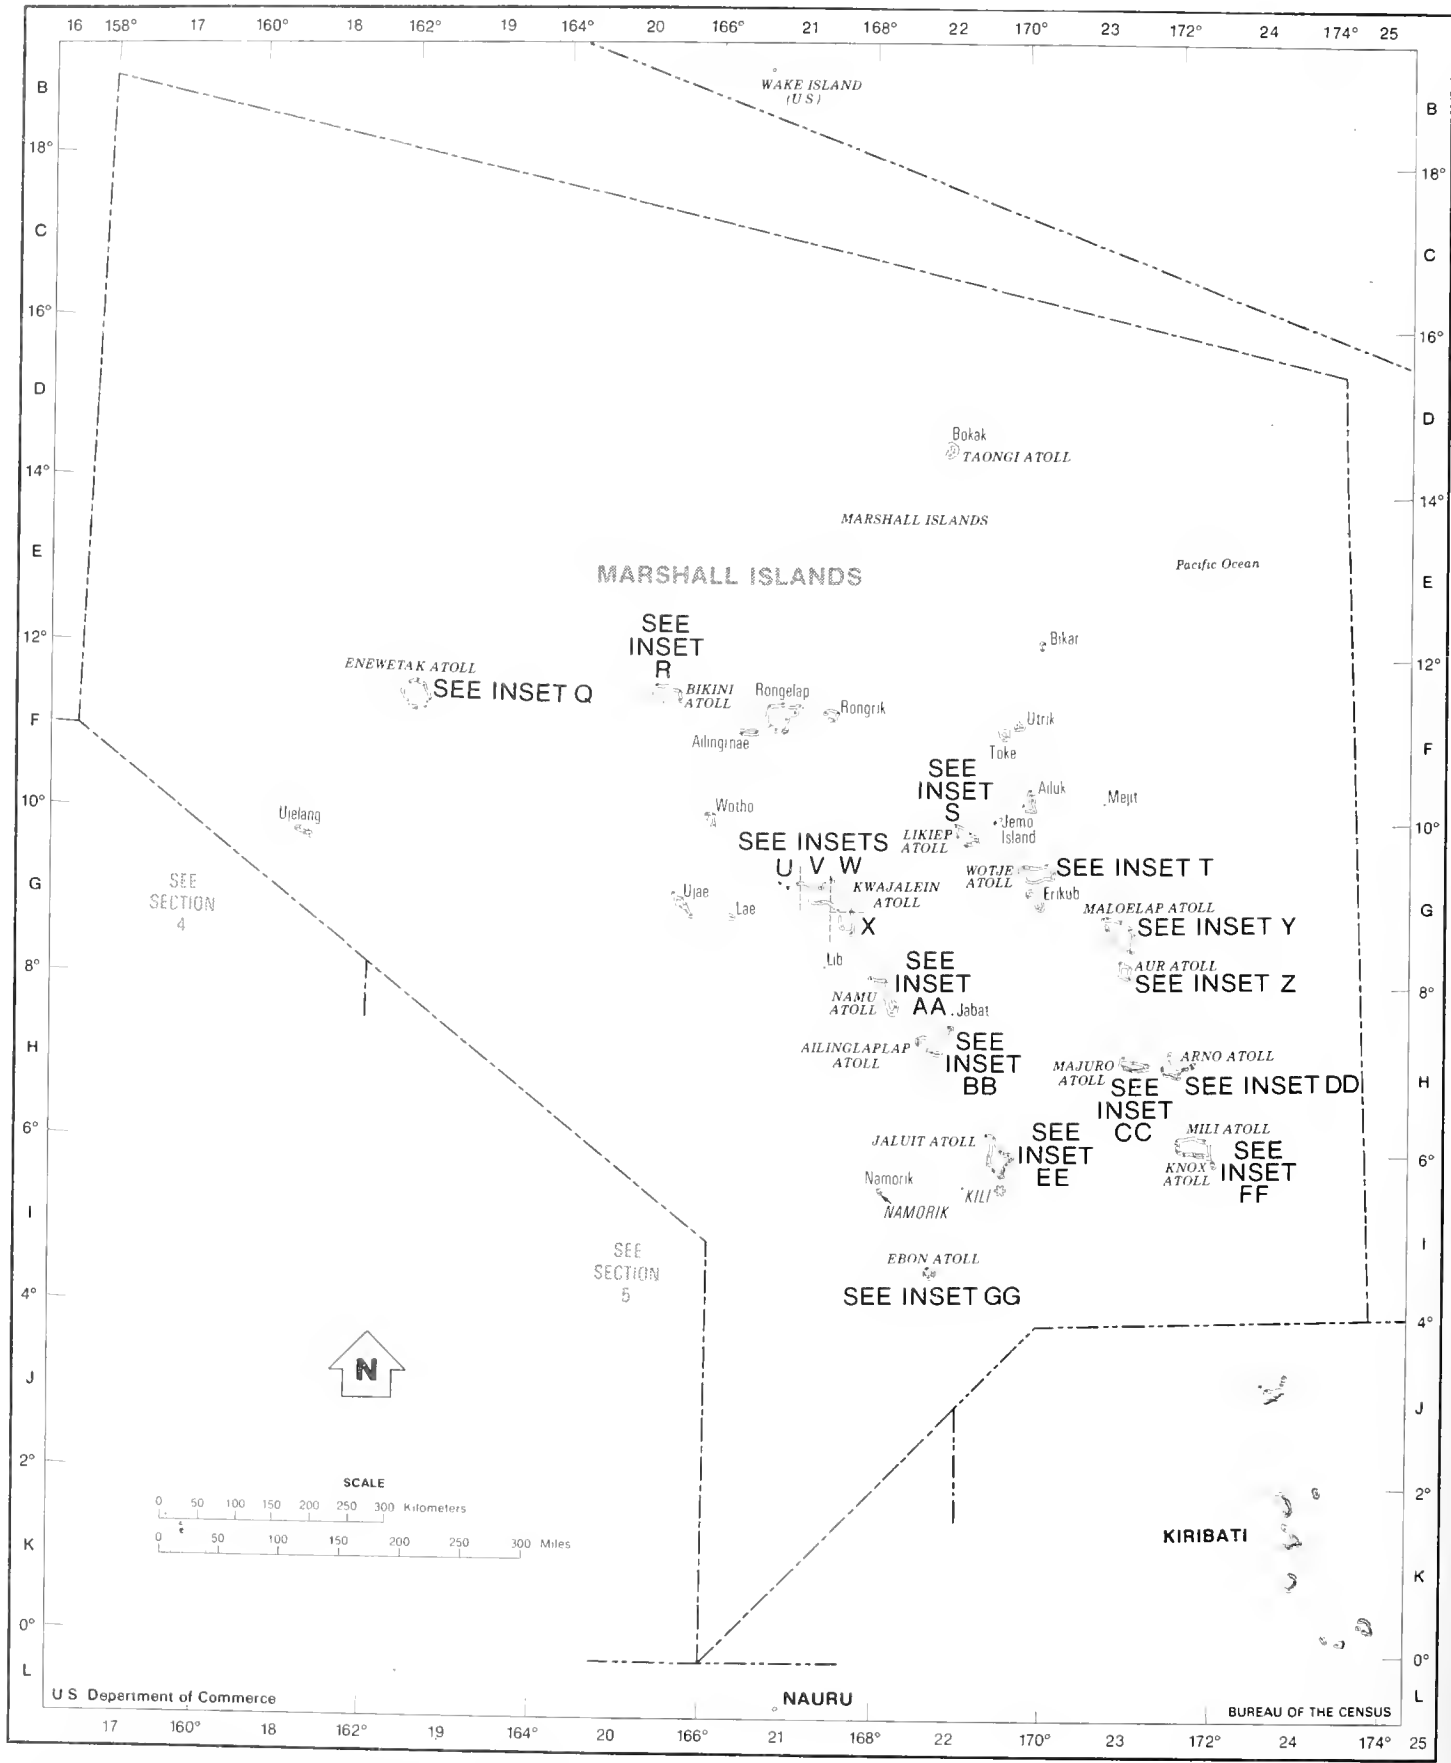 16 158° 17 160° 18 162° 19 164° 20 166° 21 168° 22 170° 23 172° 24 174° 25
WAKE ISLAND
(US)
B
B
18°
18°
C
C
16°
16°
D
D
Bokak
TAONGI ATOLL
14°
14°
MARSHALL ISLANDS
E
Pacific Ocean
MARSHALL ISLANDS
E
SEE
INSET
R
12°
Bikar
12°
ENEWETAK ATOLL
SEE INSET Q
BIKINI
ATOLL
Rongelap
Rongrik
F
Ailinginae
Utrik
Toke
F
SEE
INSET
S
Ailuk
Mejit
10°
Ujelang
Wotho
Jemo
Island
10°
LIKIEP
ATOLL
SEE INSETS
U V W
WOTJE
ATOLL
SEE INSET T
G
SEE
SECTION
4
Ujae
Lae
KWAJALEIN
ATOLL
X
Erikub
MALOELAP ATOLL
G
SEE INSET Y
8°
Lib
SEE
INSET
AA
AUR ATOLL
SEE INSET Z
8°
NAMU
ATOLL
Jabat
H
AILINGLAPLAP
ATOLL
SEE
INSET
BB
MAJURO
ATOLL
ARNO ATOLL
SEE INSET DD
H
SEE
INSET
CC
6°
JALUIT ATOLL
SEE
INSET
EE
MILI ATOLL
6°
KNOX
ATOLL
SEE
INSET
FF
Namorik
NAMORIK
KILI
I
I
SEE
SECTION
5
EBON ATOLL
SEE INSET GG
4°
4°
N
J
J
2°
SCALE
0 50 100 150 200 250 300 Kilometers
0 50 100 150 200 250 300 Miles
2°
K
KIRIBATI
K
0°
0°
L
L
US Department of Commerce
NAURU
BUREAU OF THE CENSUS
17 160° 18 162° 19 164° 20 166° 21 168° 22 170° 23 172° 24 174° 25